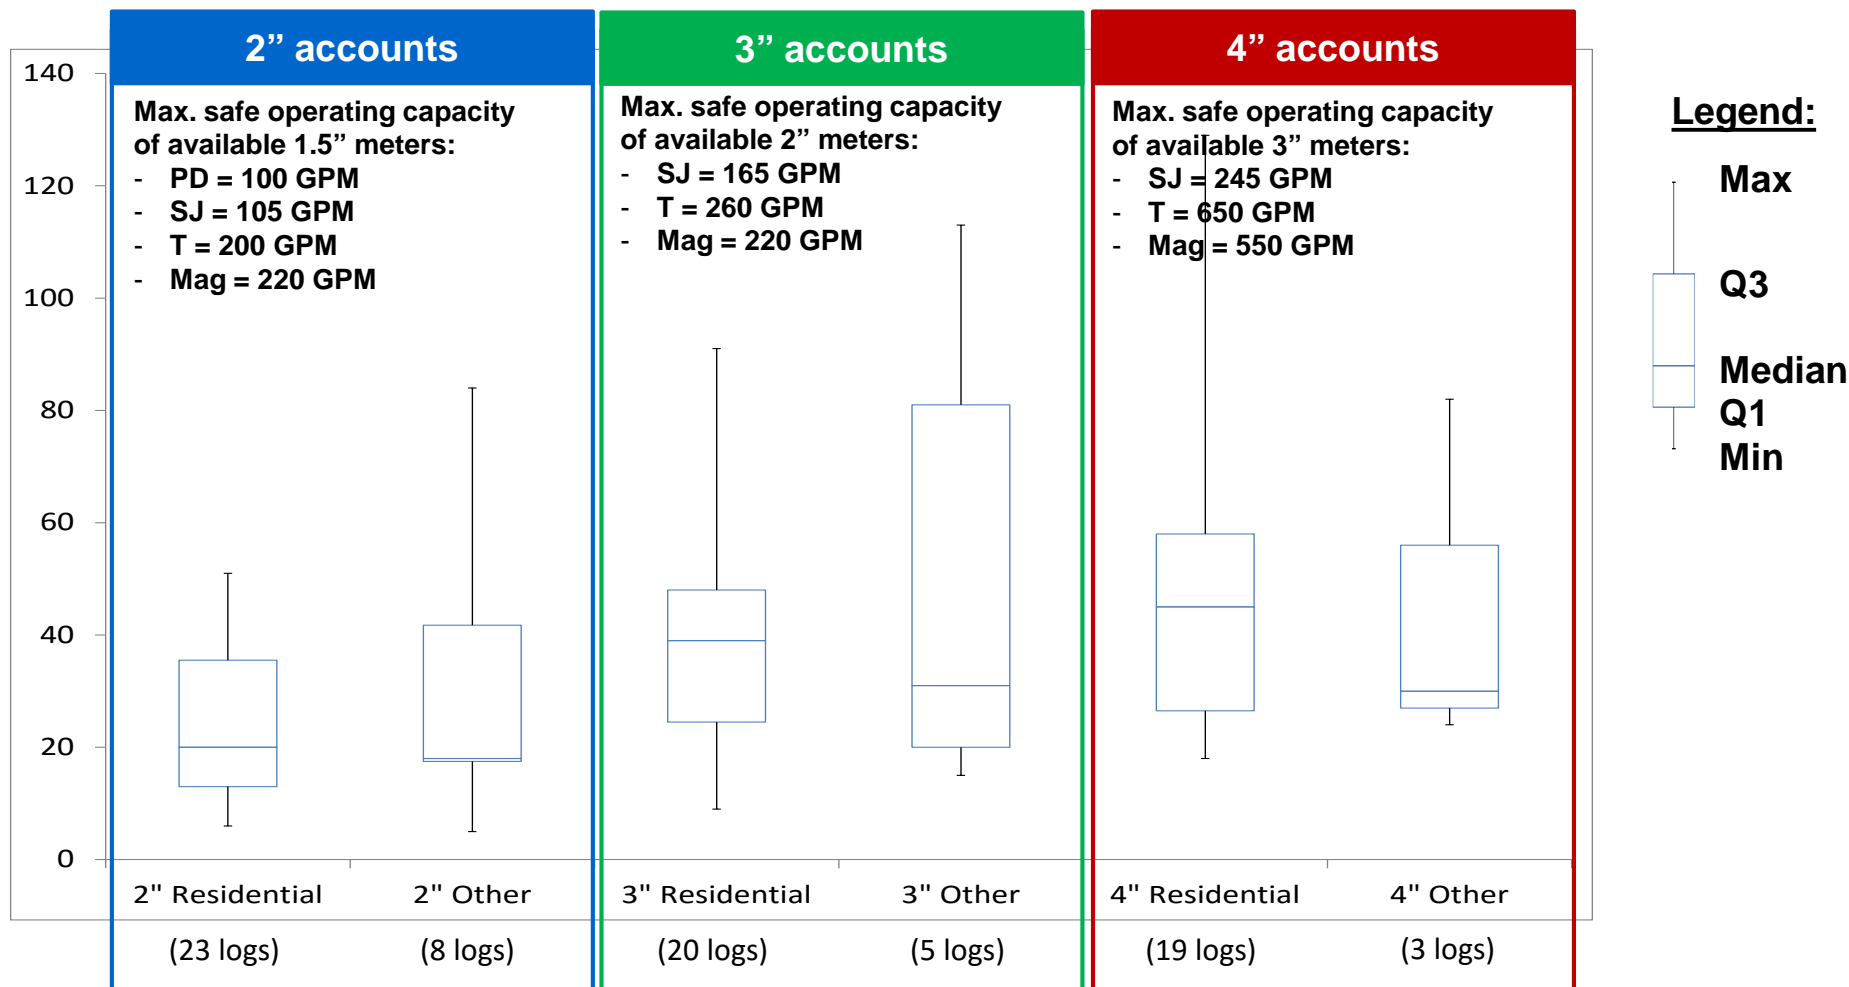 2” accounts
3” accounts
4” accounts
Max. safe operating capacity
of available 1.5” meters:
- PD = 100 GPM
- SJ = 105 GPM
- T = 200 GPM
- Mag = 220 GPM
Max. safe operating capacity
of available 2” meters:
- SJ = 165 GPM
- T = 260 GPM
- Mag = 220 GPM
Max. safe operating capacity
of available 3” meters:
- SJ = 245 GPM
- T = 650 GPM
- Mag = 550 GPM
140
120
100
80
60
40
20
0
2" Residential
2" Other
3" Residential
3" Other
4" Residential
4" Other
(23 logs)
(8 logs)
(20 logs)
(5 logs)
(19 logs)
(3 logs)
Legend:
Max
Q3
Median
Q1
Min